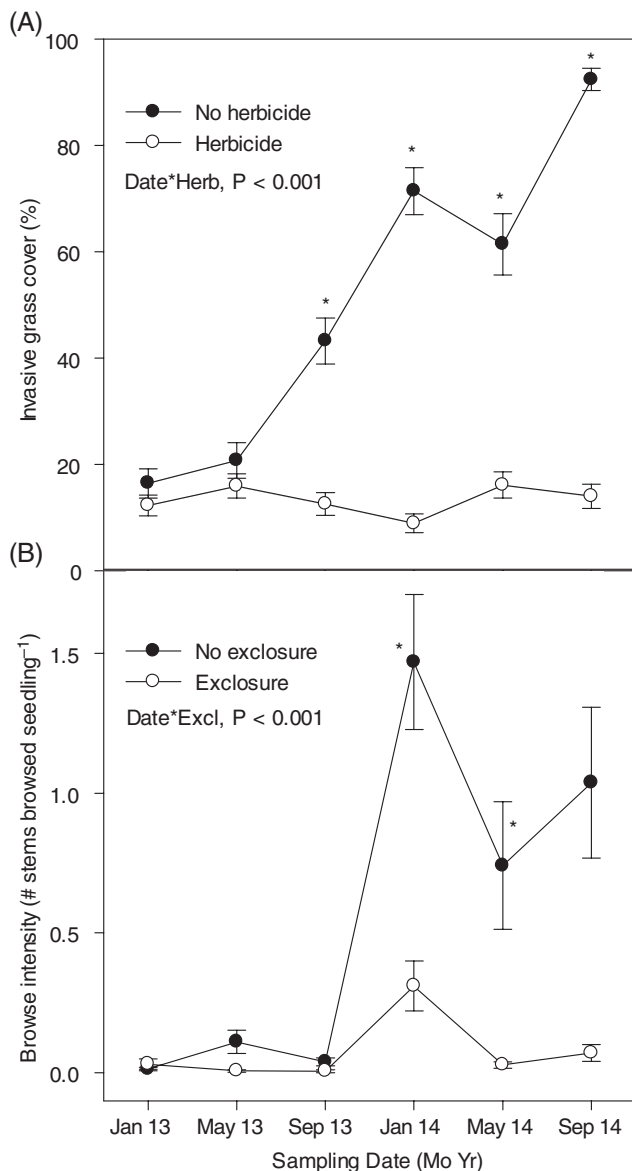 (A)
100
80
60
40
20
0
Invasive grass cover (%)
No herbicide
Herbicide
Date*Herb, P < 0.001
*
*
*
*
(B)
1.5
1.0
0.5
0.0
Browse intensity (# stems browsed seedling⁻¹)
No exclosure
Exclosure
Date*Excl, P < 0.001
*
*
Jan 13 May 13 Sep 13 Jan 14 May 14 Sep 14
Sampling Date (Mo Yr)